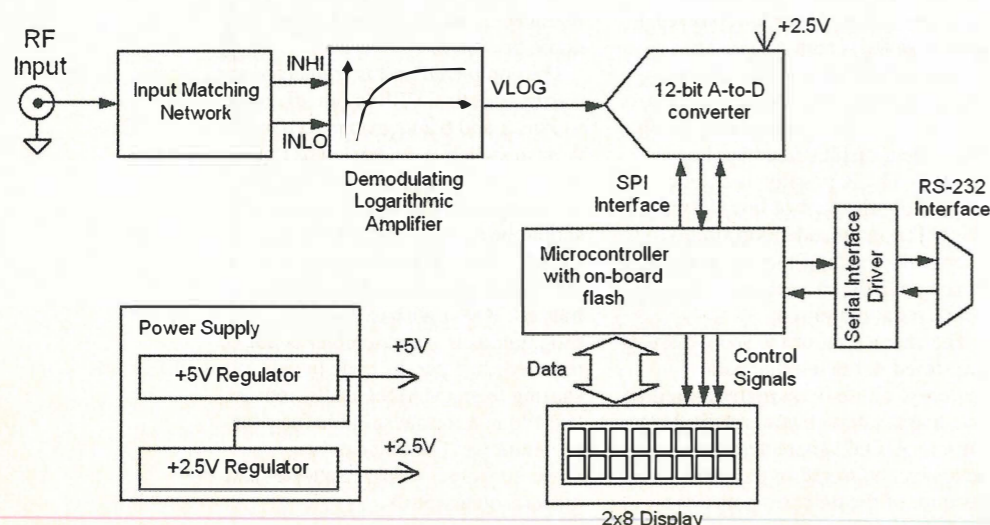 RF
Input
Input Matching
Network
INHI
INLO
Demodulating
Logarithmic
Amplifier
VLOG
+2.5V
12-bit A-to-D
converter
SPI
Interface
Microcontroller
with on-board
flash
Serial Interface
Driver
RS-232
Interface
Power Supply
+5V Regulator
+5V
+2.5V Regulator
+2.5V
Data
Control
Signals
2x8 Display